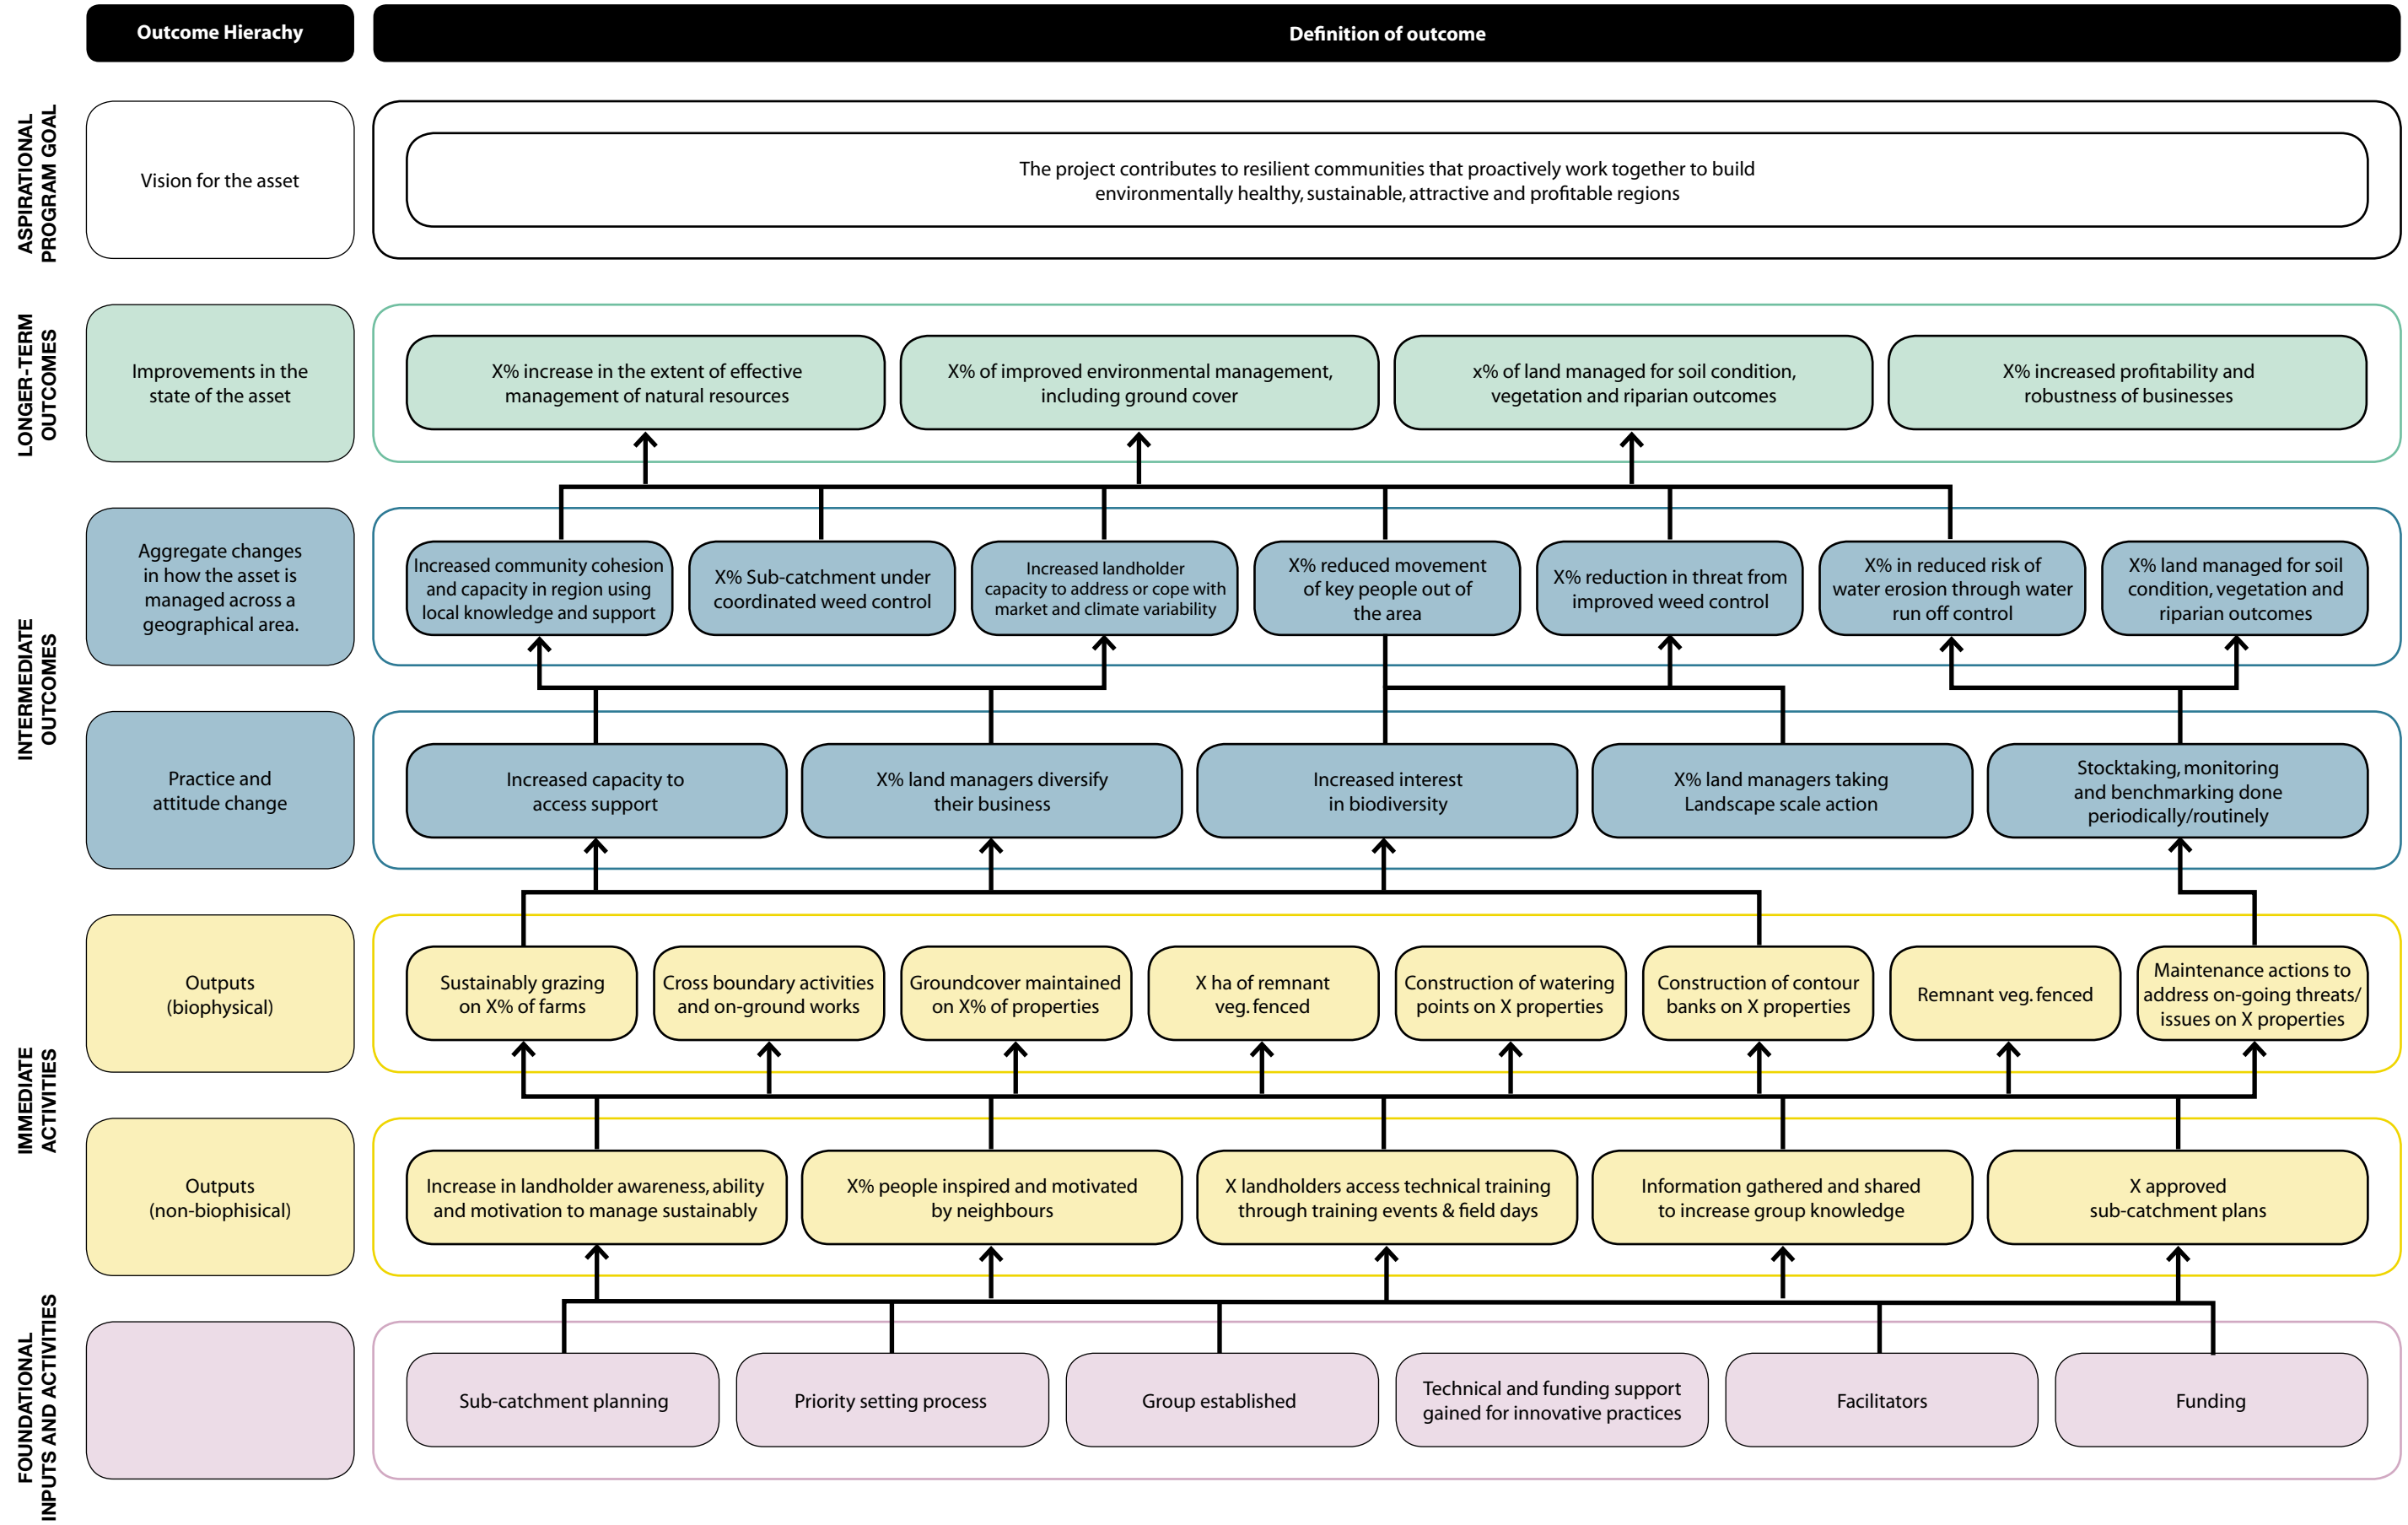 Outcome Hierachy
Definition of outcome
ASPIRATIONAL
PROGRAM GOAL
Vision for the asset
The project contributes to resilient communities that proactively work together to build
environmentally healthy, sustainable, attractive and profitable regions
LONGER-TERM
OUTCOMES
Improvements in the
state of the asset
X% increase in the extent of effective
management of natural resources
X% of improved environmental management,
including ground cover
x% of land managed for soil condition,
vegetation and riparian outcomes
X% increased profitability and
robustness of businesses
INTERMEDIATE
OUTCOMES
Aggregate changes
in how the asset is
managed across a
geographical area.
Increased community cohesion
and capacity in region using
local knowledge and support
X% Sub-catchment under
coordinated weed control
Increased landholder
capacity to address or cope with
market and climate variability
X% reduced movement
of key people out of
the area
X% reduction in threat from
improved weed control
X% in reduced risk of
water erosion through water
run off control
X% land managed for soil
condition, vegetation and
riparian outcomes
Practice and
attitude change
Increased capacity to
access support
X% land managers diversify
their business
Increased interest
in biodiversity
X% land managers taking
Landscape scale action
Stocktaking, monitoring
and benchmarking done
periodically/routinely
IMMEDIATE
ACTIVITIES
Outputs
(biophysical)
Sustainably grazing
on X% of farms
Cross boundary activities
and on-ground works
Groundcover maintained
on X% of properties
X ha of remnant
veg. fenced
Construction of watering
points on X properties
Construction of contour
banks on X properties
Remnant veg. fenced
Maintenance actions to
address on-going threats/
issues on X properties
Outputs
(non-biophisical)
Increase in landholder awareness, ability
and motivation to manage sustainably
X% people inspired and motivated
by neighbours
X landholders access technical training
through training events & field days
Information gathered and shared
to increase group knowledge
X approved
sub-catchment plans
FOUNDATIONAL
INPUTS AND ACTIVITIES
Sub-catchment planning
Priority setting process
Group established
Technical and funding support
gained for innovative practices
Facilitators
Funding